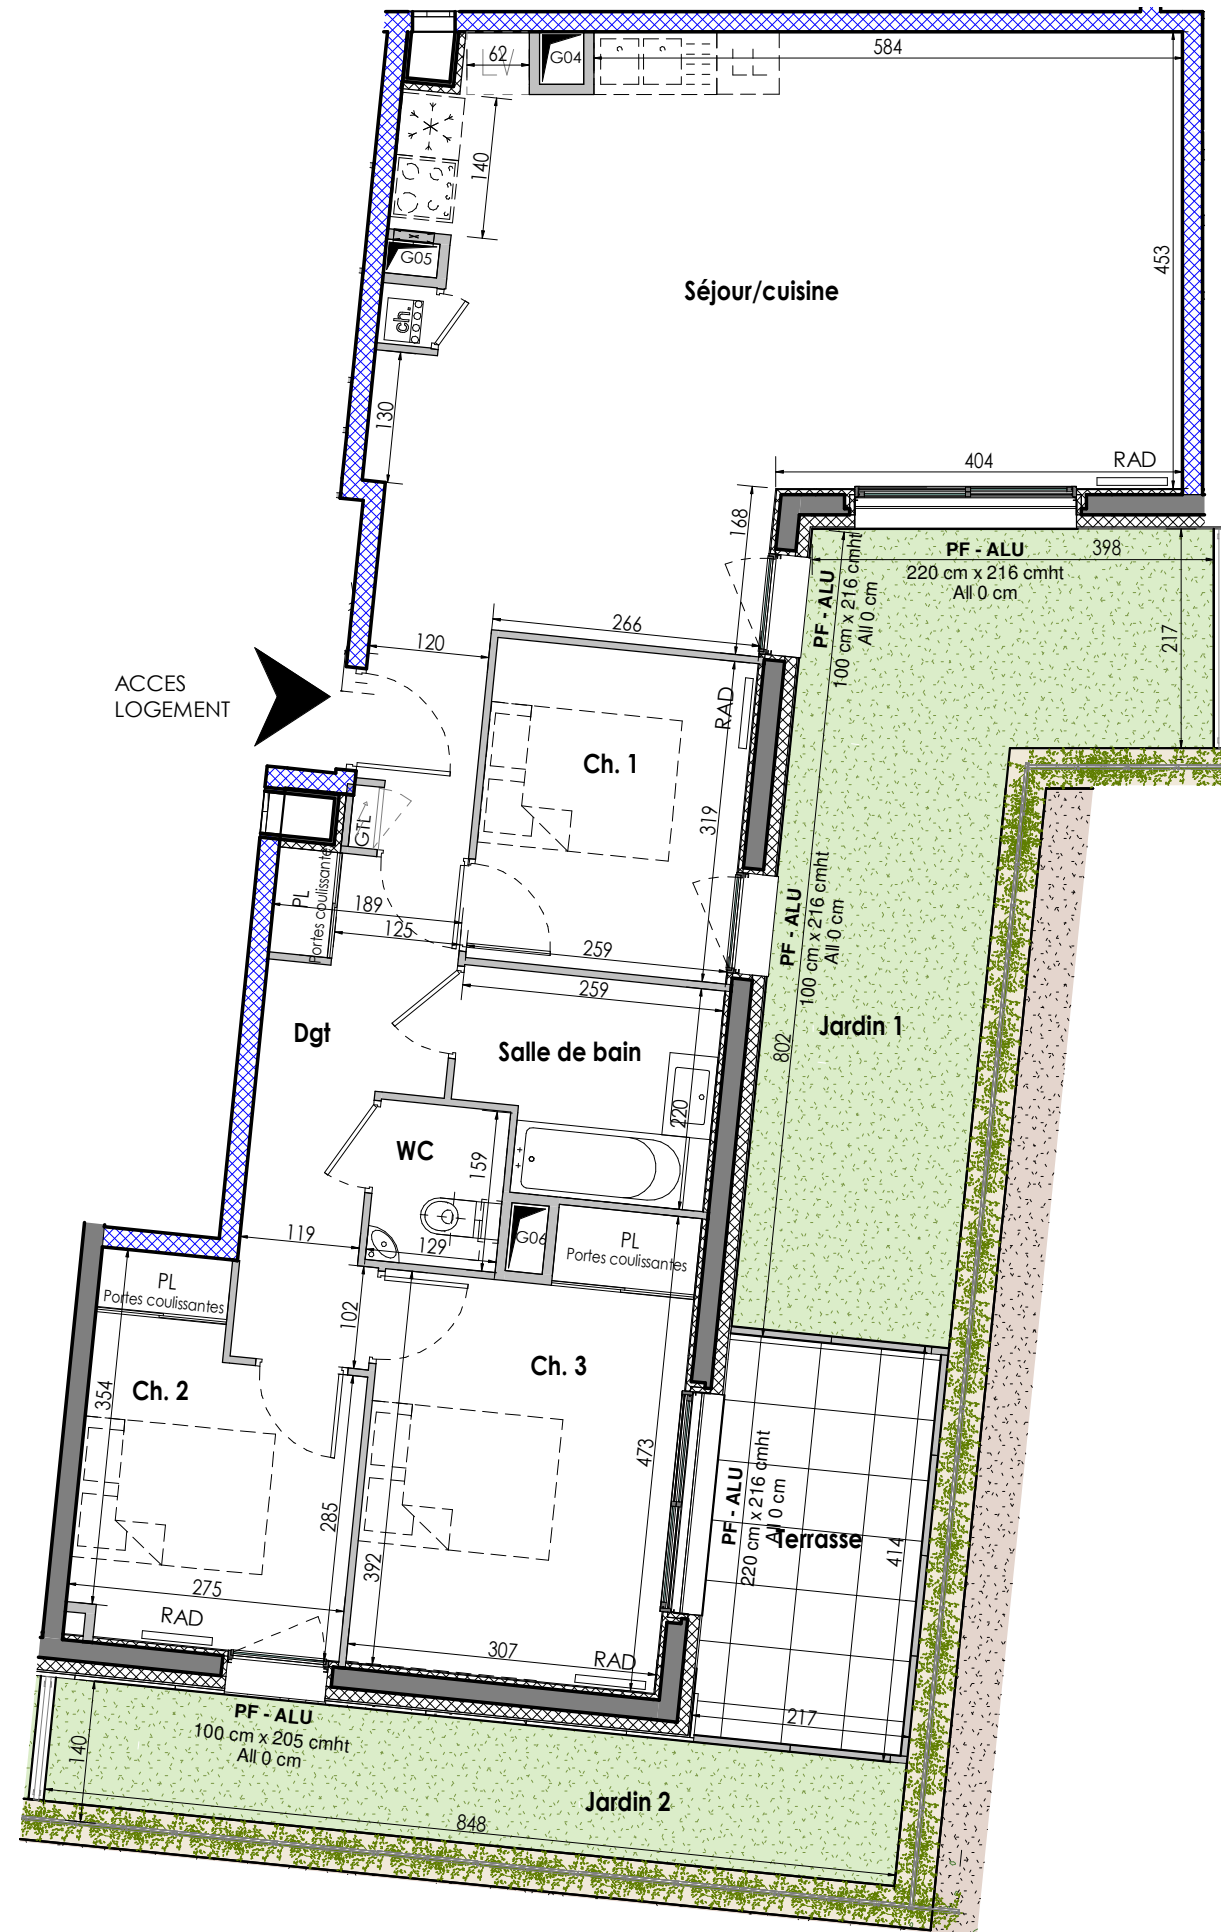 62
LV
G04
584
140
G05
ch.
453
Séjour/cuisine
130
404
RAD
168
PF - ALU
220 cm x 216 cmht
All 0 cm
398
PF - ALU
100 cm x 216 cmht
All 0 cm
217
266
120
ACCES
LOGEMENT
RAD
Ch. 1
319
GTL
PL
Portes coulissantes
189
125
259
PF - ALU
100 cm x 216 cmht
All 0 cm
259
Dgt
Salle de bain
Jardin 1
802
220
WC
159
119
129
G06
PL
Portes coulissantes
PL
Portes coulissantes
102
Ch. 3
354
Ch. 2
473
PF - ALU
220 cm x 216 cmht
All 0 cm
Terrasse
414
285
392
275
RAD
307
RAD
217
PF - ALU
100 cm x 205 cmht
All 0 cm
140
Jardin 2
848